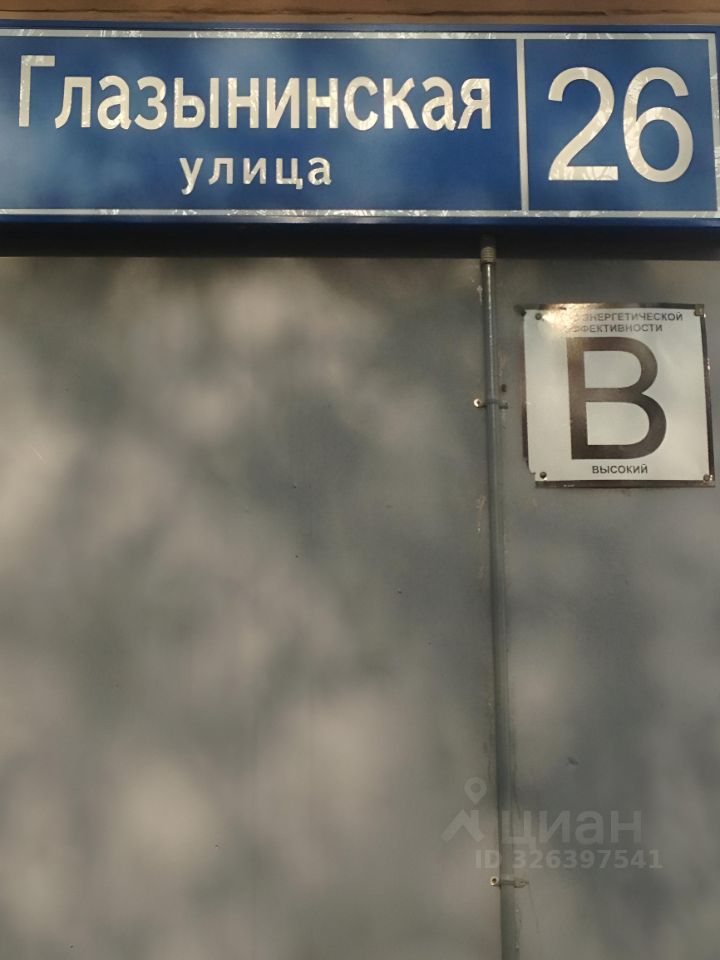 Глазынинская
улица
26
ЭНЕРГЕТИЧЕСКОЙ
ЭФФЕКТИВНОСТИ
B
ВЫСОКИЙ
циан
ID 326397541